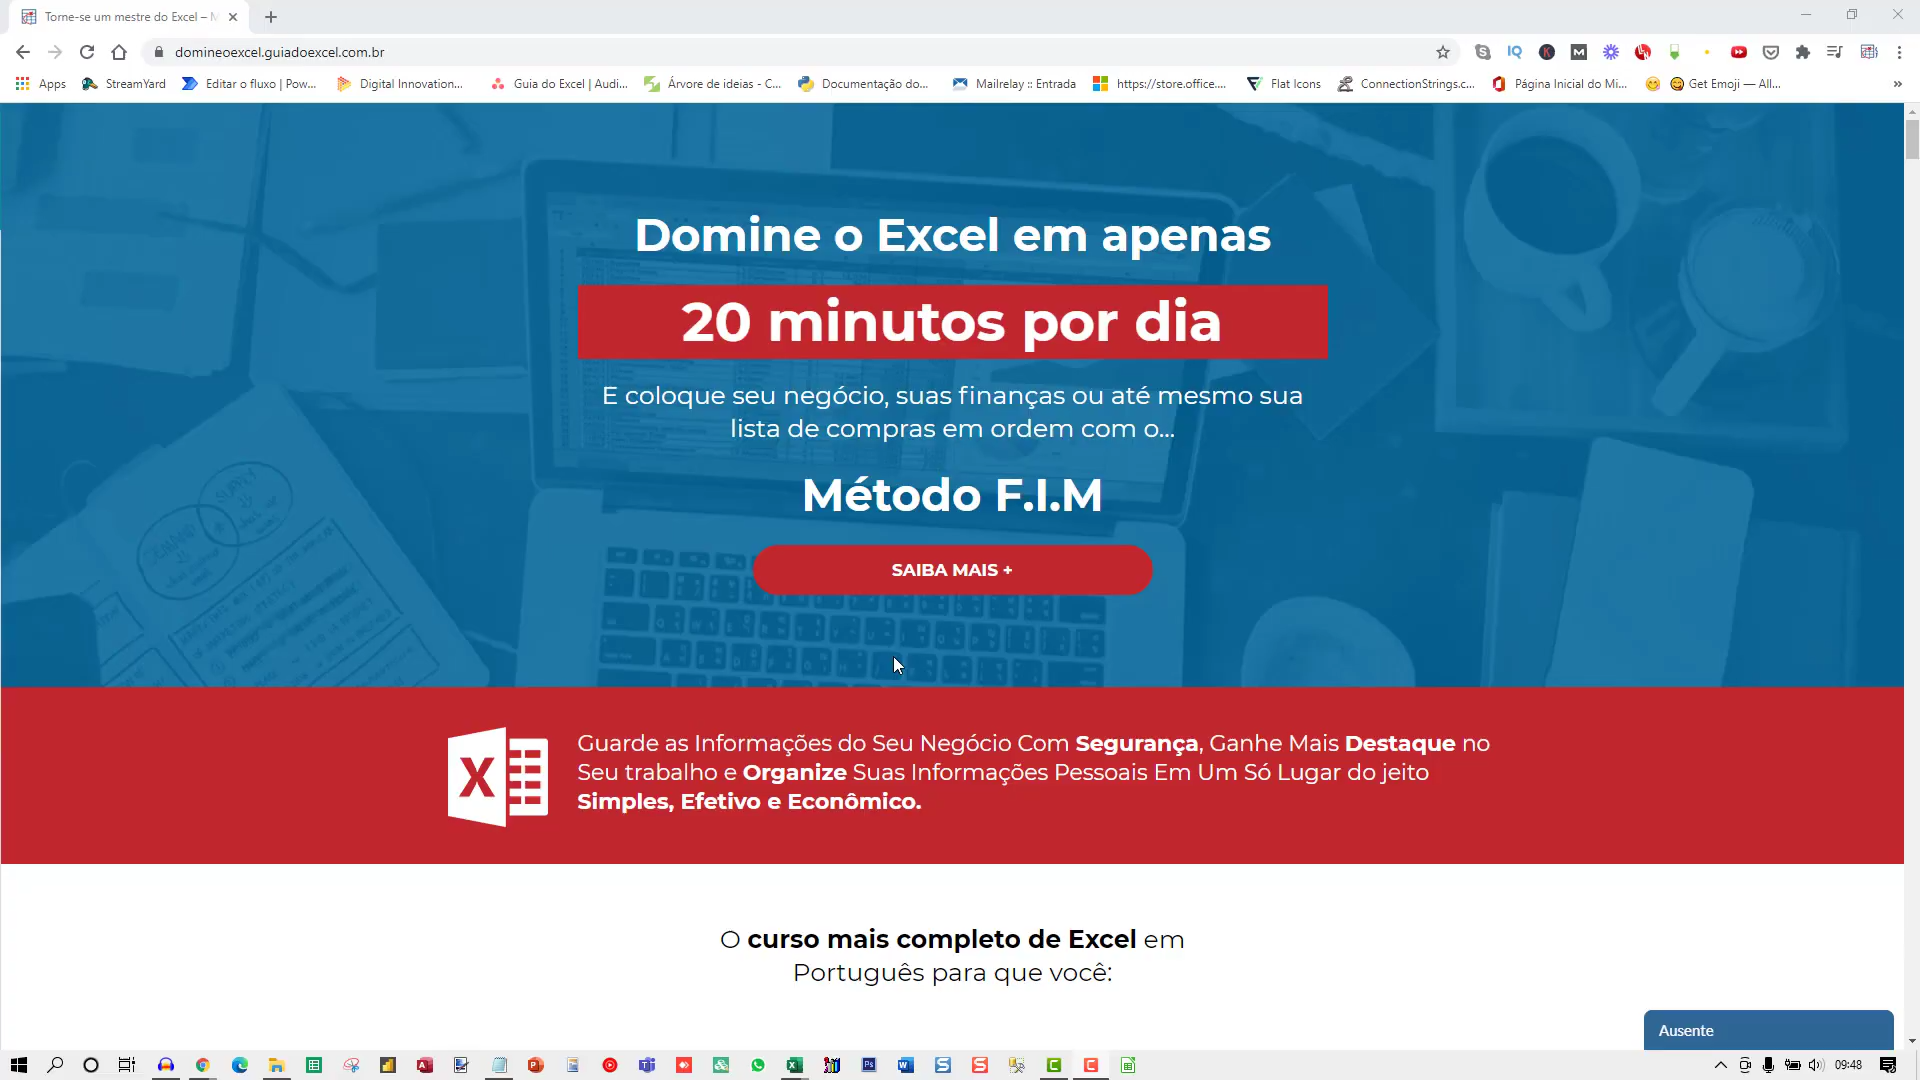 Torne-se um mestre do Excel – M
domineoexcel.guiadoexcel.com.br
Apps
StreamYard
Editar o fluxo | Pow...
Digital Innovation...
Guia do Excel | Audi...
Árvore de ideias - C...
Documentação do...
Mailrelay :: Entrada
https://store.office....
Flat Icons
ConnectionStrings.c...
Página Inicial do Mi...
Get Emoji — All...
»
Domine o Excel em apenas
20 minutos por dia
E coloque seu negócio, suas finanças ou até mesmo sua
lista de compras em ordem com o...
Método F.I.M
SAIBA MAIS +
Guarde as Informações do Seu Negócio Com Segurança, Ganhe Mais Destaque no
Seu trabalho e Organize Suas Informações Pessoais Em Um Só Lugar do jeito
Simples, Efetivo e Econômico.
O curso mais completo de Excel em
Português para que você:
Ausente
09:48